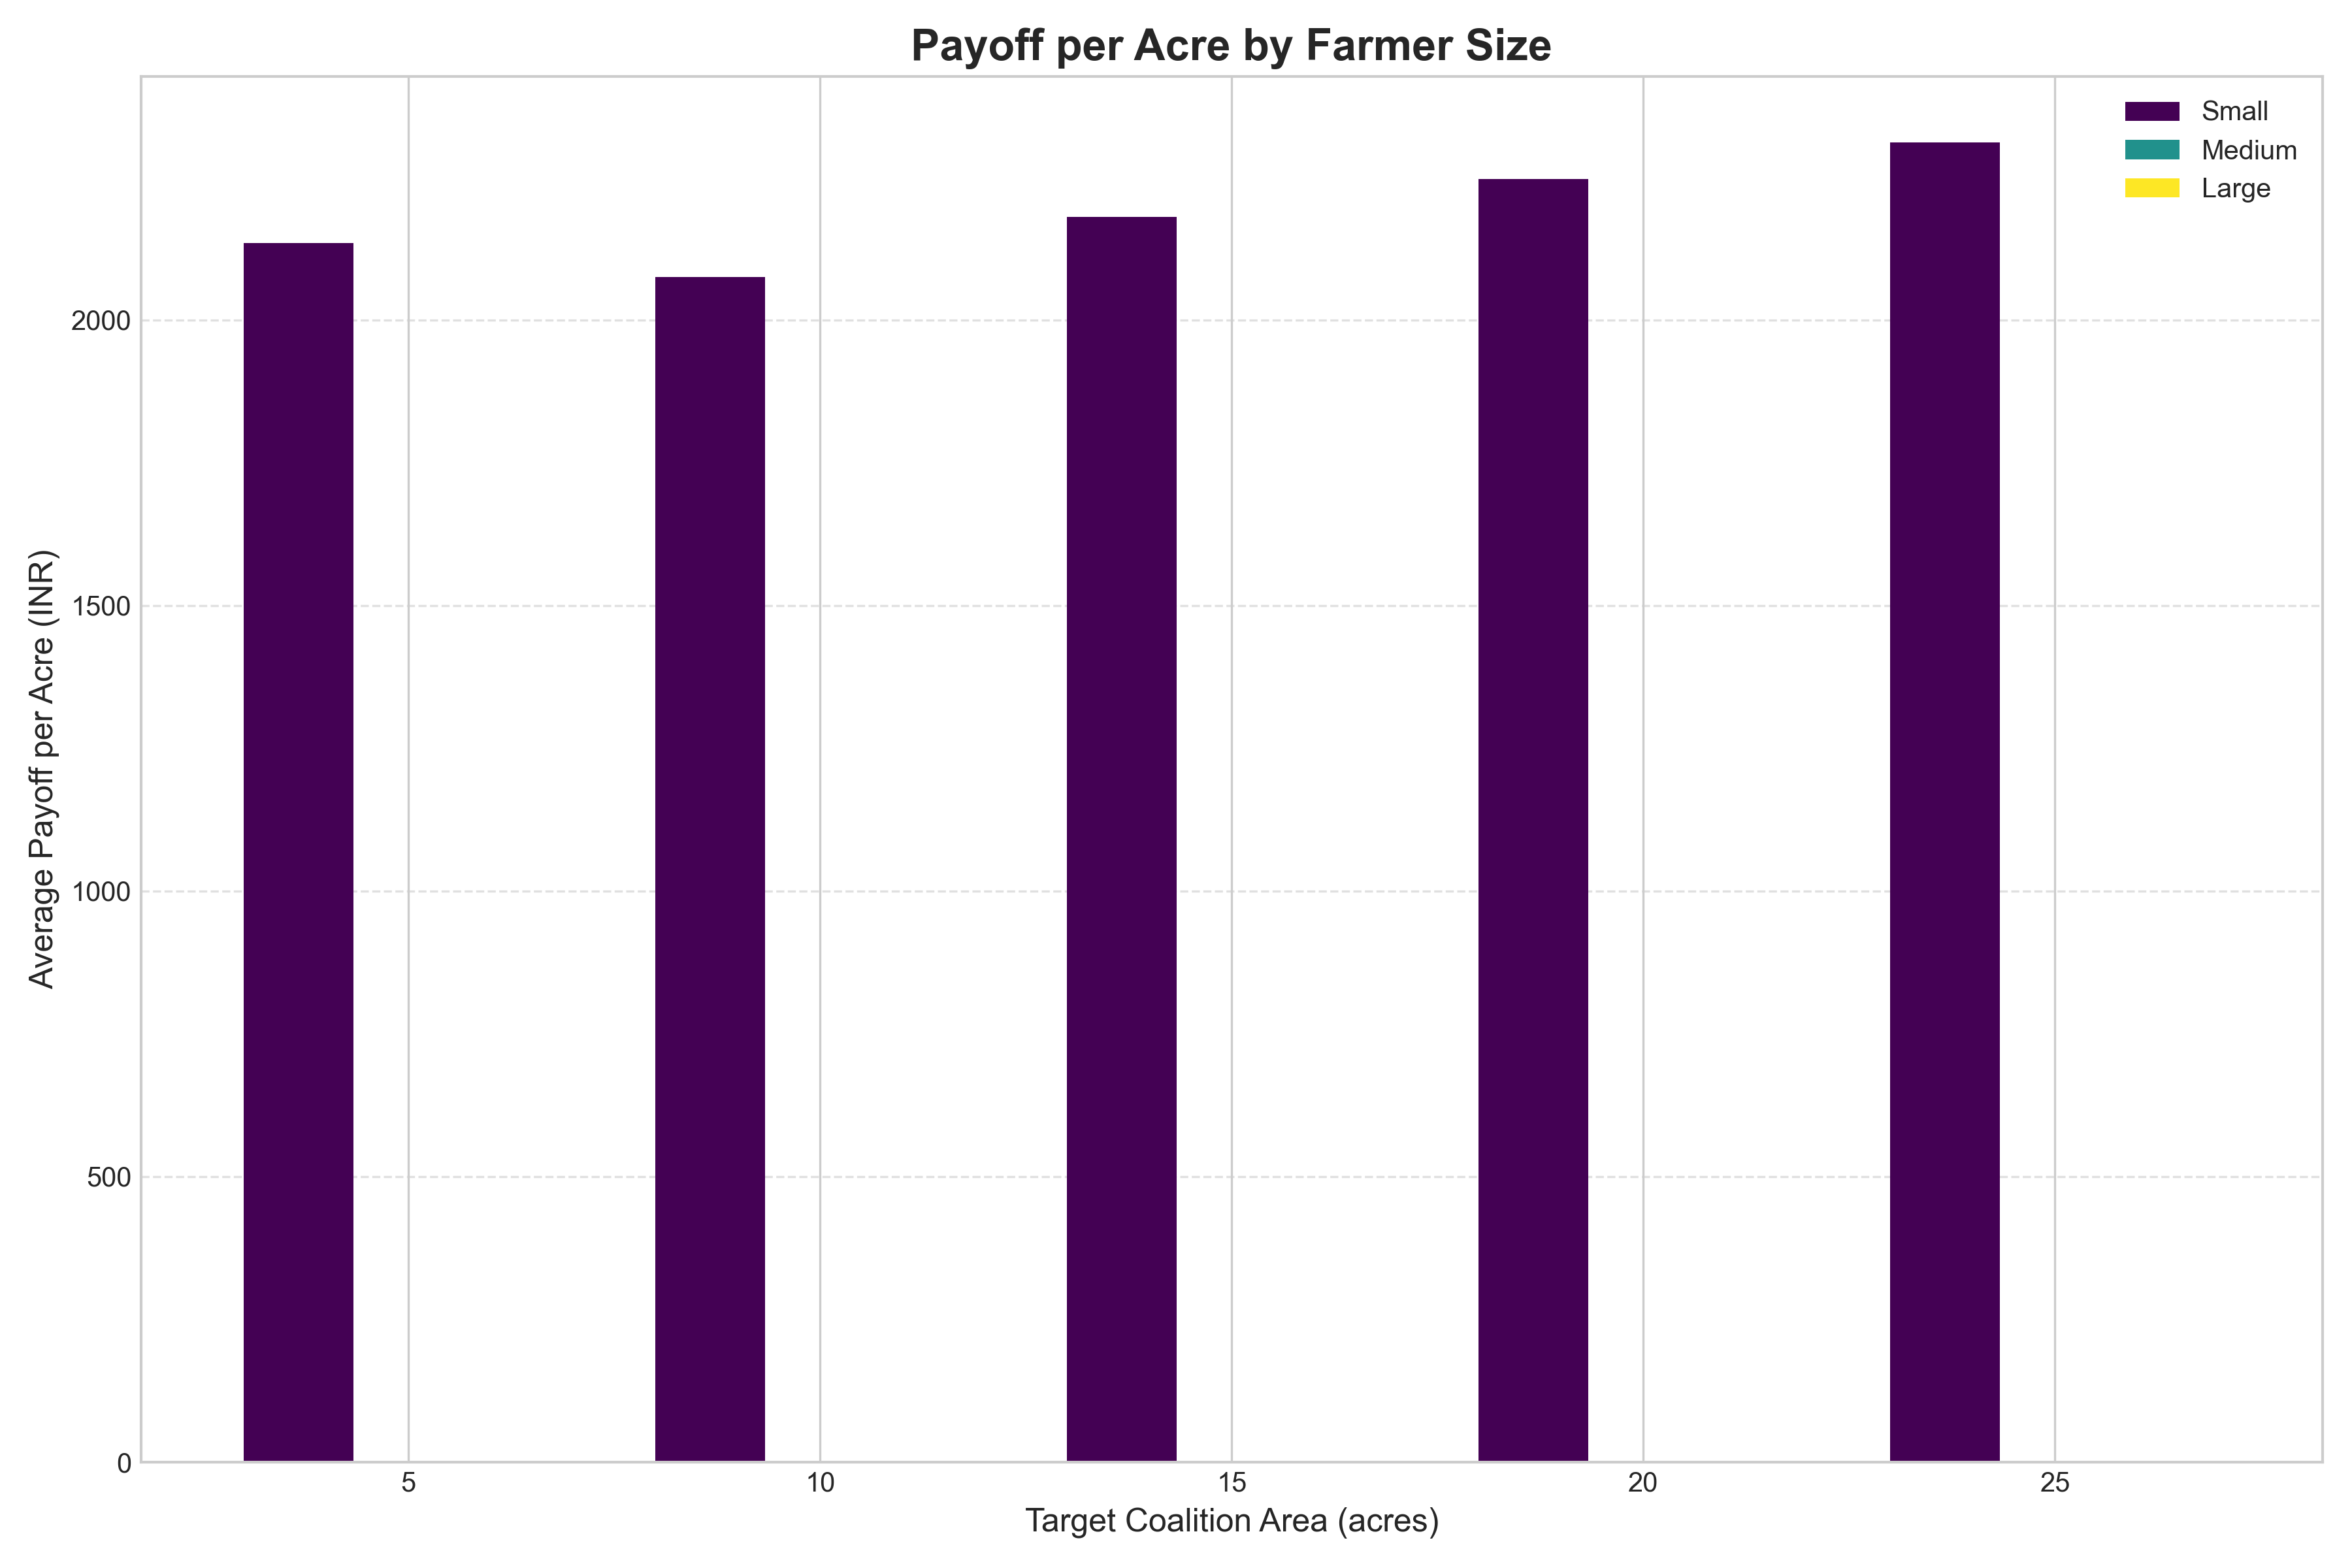 Payoff per Acre by Farmer Size
Small
Medium
Large
2000
1500
1000
500
0
Average Payoff per Acre (INR)
5
10
15
20
25
Target Coalition Area (acres)